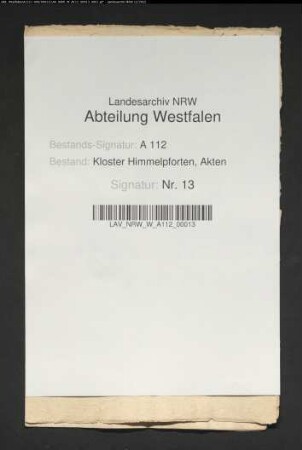 Landesarchiv NRW
Abteilung Westfalen
Bestands-Signatur: A 112
Bestand: Kloster Himmelpforten, Akten
Signatur: Nr. 13
LAV_NRW_W_A112_00013